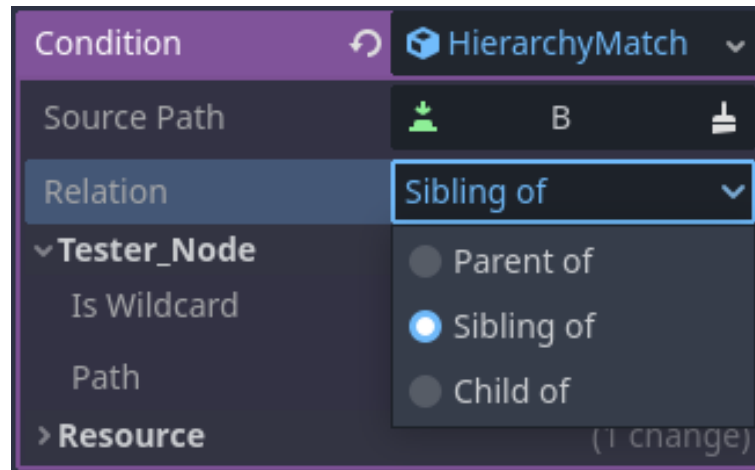 Condition HierarchyMatch
Source Path B
Relation Sibling of
Tester_Node
Parent of
Is Wildcard
Sibling of
Path
Child of
Resource (1 change)